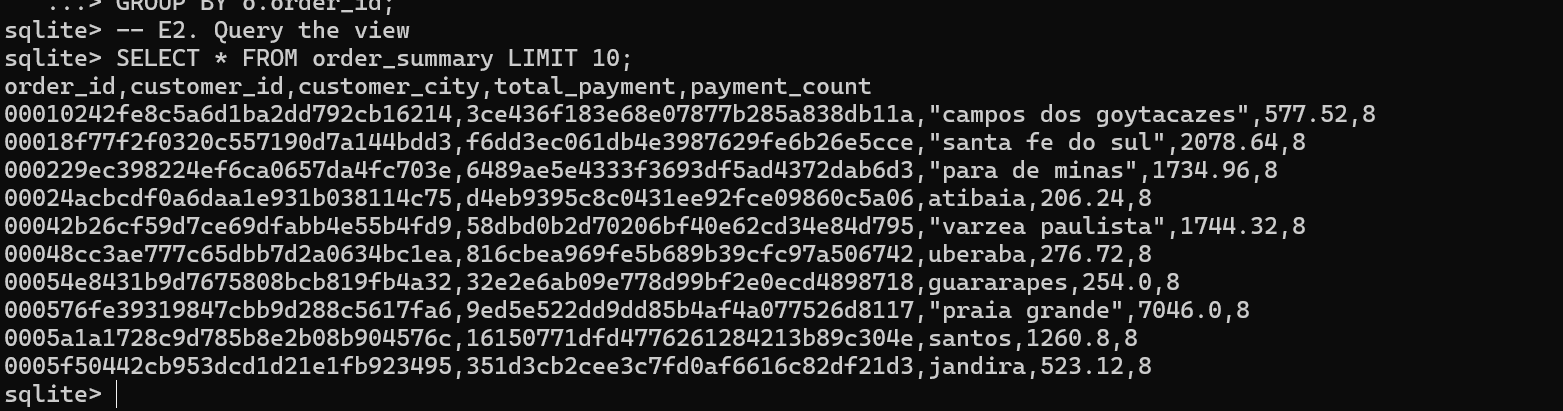 ...> GROUP BY o.order_id;
sqlite> -- E2. Query the view
sqlite> SELECT * FROM order_summary LIMIT 10;
order_id,customer_id,customer_city,total_payment,payment_count
00010242fe8c5a6d1ba2dd792cb16214,3ce436f183e68e07877b285a838db11a,"campos dos goytacazes",577.52,8
00018f77f2f0320c557190d7a144bdd3,f6dd3ec061db4e3987629fe6b26e5cce,"santa fe do sul",2078.64,8
000229ec398224ef6ca0657da4fc703e,6489ae5e4333f3693df5ad4372dab6d3,"para de minas",1734.96,8
00024acbcdf0a6daa1e931b038114c75,d4eb9395c8c0431ee92fce09860c5a06,atibaia,206.24,8
00042b26cf59d7ce69dfabb4e55b4fd9,58dbd0b2d70206bf40e62cd34e84d795,"varzea paulista",1744.32,8
00048cc3ae777c65dbb7d2a0634bc1ea,816cbea969fe5b689b39cfc97a506742,uberaba,276.72,8
00054e8431b9d7675808bcb819fb4a32,32e2e6ab09e778d99bf2e0ecd4898718,guararapes,254.0,8
000576fe39319847cbb9d288c5617fa6,9ed5e522dd9dd85b4af4a077526d8117,"praia grande",7046.0,8
0005a1a1728c9d785b8e2b08b904576c,16150771dfd4776261284213b89c304e,santos,1260.8,8
0005f50442cb953dcd1d21e1fb923495,351d3cb2cee3c7fd0af6616c82df21d3,jandira,523.12,8
sqlite>